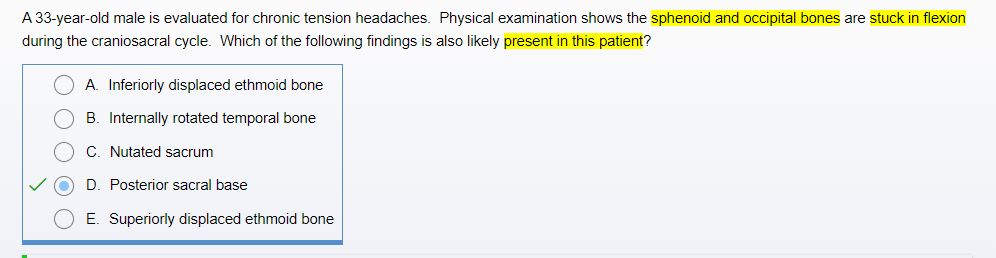 A 33-year-old male is evaluated for chronic tension headaches. Physical examination shows the sphenoid and occipital bones are stuck in flexion
during the craniosacral cycle. Which of the following findings is also likely present in this patient?
A. Inferiorly displaced ethmoid bone
B. Internally rotated temporal bone
C. Nutated sacrum
D. Posterior sacral base
E. Superiorly displaced ethmoid bone